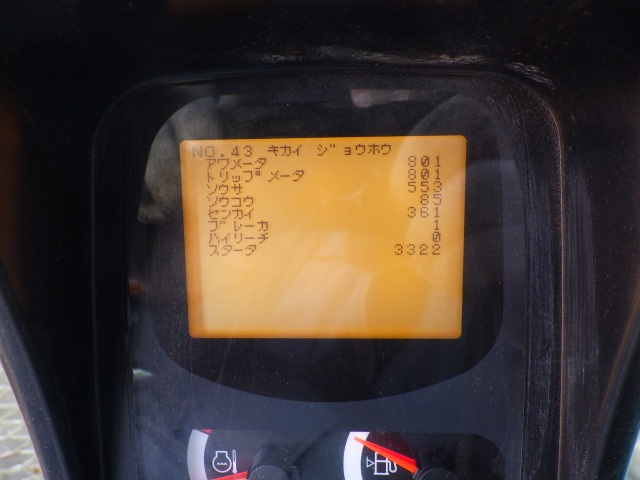 NO.43 キカイ ジョウホウ
アワメータ 801
トリップメータ 801
ソウサ 553
ソウコウ 85
センカイ 361
ブレーカ 1
ハイリーチ 0
スタータ 3322